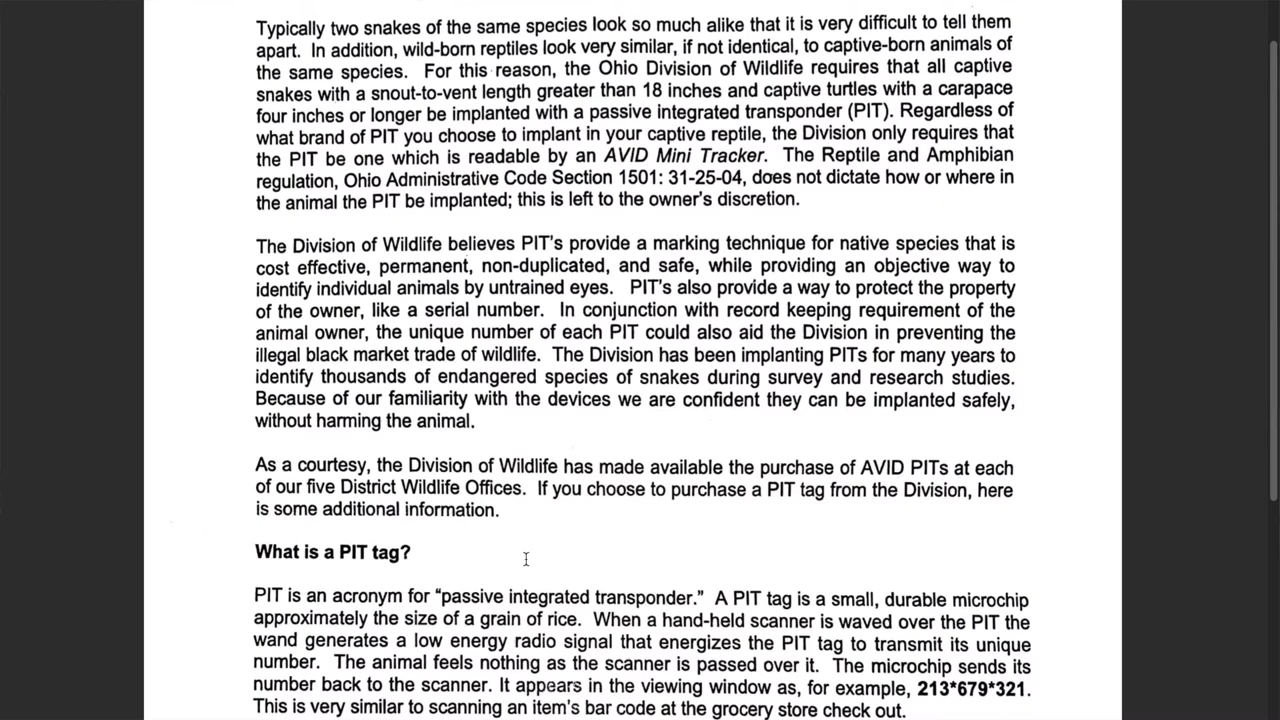 Typically two snakes of the same species look so much alike that it is very difficult to tell them
apart. In addition, wild-born reptiles look very similar, if not identical, to captive-born animals of
the same species. For this reason, the Ohio Division of Wildlife requires that all captive
snakes with a snout-to-vent length greater than 18 inches and captive turtles with a carapace
four inches or longer be implanted with a passive integrated transponder (PIT). Regardless of
what brand of PIT you choose to implant in your captive reptile, the Division only requires that
the PIT be one which is readable by an AVID Mini Tracker. The Reptile and Amphibian
regulation, Ohio Administrative Code Section 1501: 31-25-04, does not dictate how or where in
the animal the PIT be implanted; this is left to the owner's discretion.
The Division of Wildlife believes PIT's provide a marking technique for native species that is
cost effective, permanent, non-duplicated, and safe, while providing an objective way to
identify individual animals by untrained eyes. PIT's also provide a way to protect the property
of the owner, like a serial number. In conjunction with record keeping requirement of the
animal owner, the unique number of each PIT could also aid the Division in preventing the
illegal black market trade of wildlife. The Division has been implanting PITs for many years to
identify thousands of endangered species of snakes during survey and research studies.
Because of our familiarity with the devices we are confident they can be implanted safely,
without harming the animal.
As a courtesy, the Division of Wildlife has made available the purchase of AVID PITs at each
of our five District Wildlife Offices. If you choose to purchase a PIT tag from the Division, here
is some additional information.
What is a PIT tag?
PIT is an acronym for “passive integrated transponder.” A PIT tag is a small, durable microchip
approximately the size of a grain of rice. When a hand-held scanner is waved over the PIT the
wand generates a low energy radio signal that energizes the PIT tag to transmit its unique
number. The animal feels nothing as the scanner is passed over it. The microchip sends its
number back to the scanner. It appears in the viewing window as, for example, 213*679*321.
This is very similar to scanning an item's bar code at the grocery store check out.